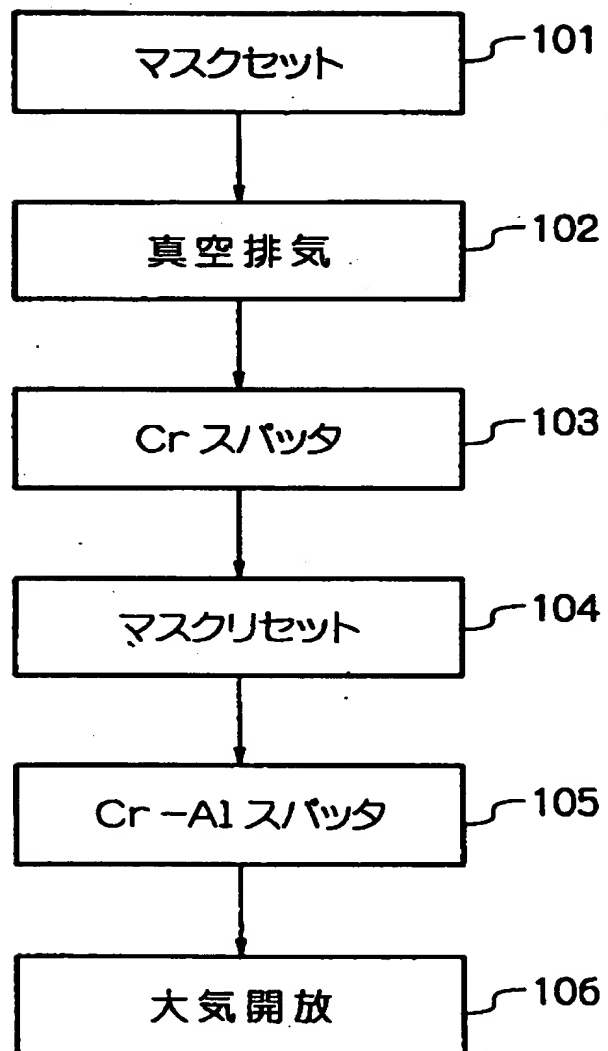 マスクセット 101
真空排気 102
Cr スパッタ 103
マスクリセット 104
Cr-Al スパッタ 105
大気開放 106